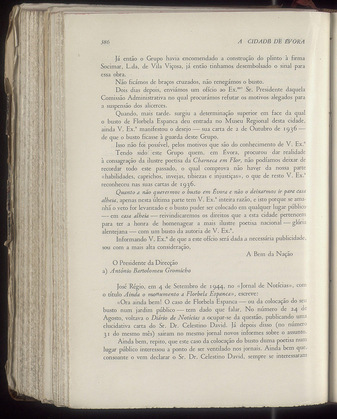 386 A CIDADE DE ÉVORA
Já então o Grupo havia encomendado a construção do plinto à firma
Socimar, L.da, de Vila Viçosa, já então tinhamos desembolsado o sinal para
essa obra.
Não ficámos de braços cruzados, não renegámos o busto.
Dois dias depois, enviámos um ofício ao Ex.mo Sr. Presidente daquela
Comissão Administrativa no qual procurámos refutar os motivos alegados para
a suspensão dos alicerces.
Quando, mais tarde, surgiu a determinação superior em face da qual
o busto de Florbela Espanca deu entrada no Museu Regional desta cidade,
ainda V. Ex.ª manifestou o desejo — sua carta de 2 de Outubro de 1936 —
de que o busto ficasse à guarda deste Grupo.
Isso não foi possível, pelos motivos que são do conhecimento de V. Ex.ª
Tendo sido este Grupo quem, em Évora, procurou dar realidade
à consagração da ilustre poetisa da Charneca em Flor, não podíamos deixar de
recordar todo este passado, o qual comprova não haver da nossa parte
«habilidades, caprichos, invejas, tibiezas e injustiças», o que de resto V. Ex.ª
reconheceu nas suas cartas de 1936.
Quanto a não querermos o busto em Évora e não o deixarmos ir para casa
alheia, apenas nesta última parte tem V. Ex.ª inteira razão, e isto porque se amanhã
o veto for levantado e o busto puder ser colocado em qualquer lugar público
— em casa alheia — reivindicaremos os direitos que a esta cidade pertencem
para ter a honra de homenagear a mais ilustre poetisa nacional — glória
alentejana — com um busto da autoria de V. Ex.ª.
Informando V. Ex.ª de que a este ofício será dada a necessária publicidade,
com a mais alta consideração.
A Bem da Nação
O Presidente da Direcção
a) António Bartolomeu Gromicho
José Régio, em 4 de Setembro de 1944, no «Jornal de Notícias», com
o título Ainda o monumento a Florbela Espanca», escreve:
«Ora ainda bem! O caso de Florbela Espanca — ou da colocação do seu
busto num jardim público — tem dado que falar. No número de 24 de
Agosto, voltava o Diário de Notícias a ocupar-se da questão, publicando uma
elucidativa carta do Sr. Dr. Celestino David. Já depois disso (no número
31 do mesmo mês) saíram no mesmo jornal novos informes sobre o assunto.
Ainda bem, repito, que este caso da colocação do busto duma poetisa num
lugar público interessou a ponto de ser ventilado nos jornais. Ainda bem que,
consoante o vem declarar o Sr. Dr. Celestino David, sempre se interessaram